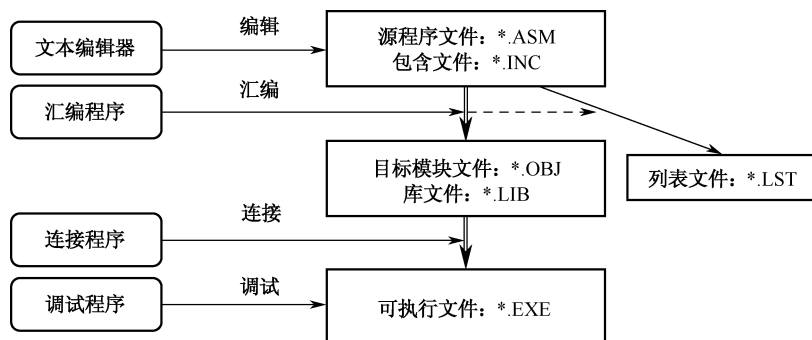 编辑
文本编辑器
源程序文件：*.ASM
包含文件：*.INC
汇编
汇编程序
目标模块文件：*.OBJ
库文件：*.LIB
列表文件：*.LST
连接
连接程序
调试
调试程序
可执行文件：*.EXE